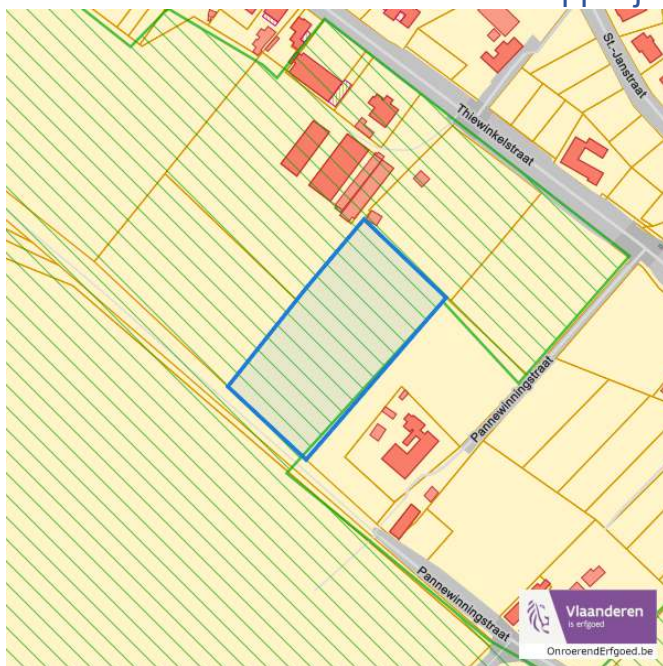 St.-Janstraat
Thiewinkelstraat
Pannewinningstraat
Pannewinningstraat
Vlaanderen
is erfgoed
OnroerendErfgoed.be